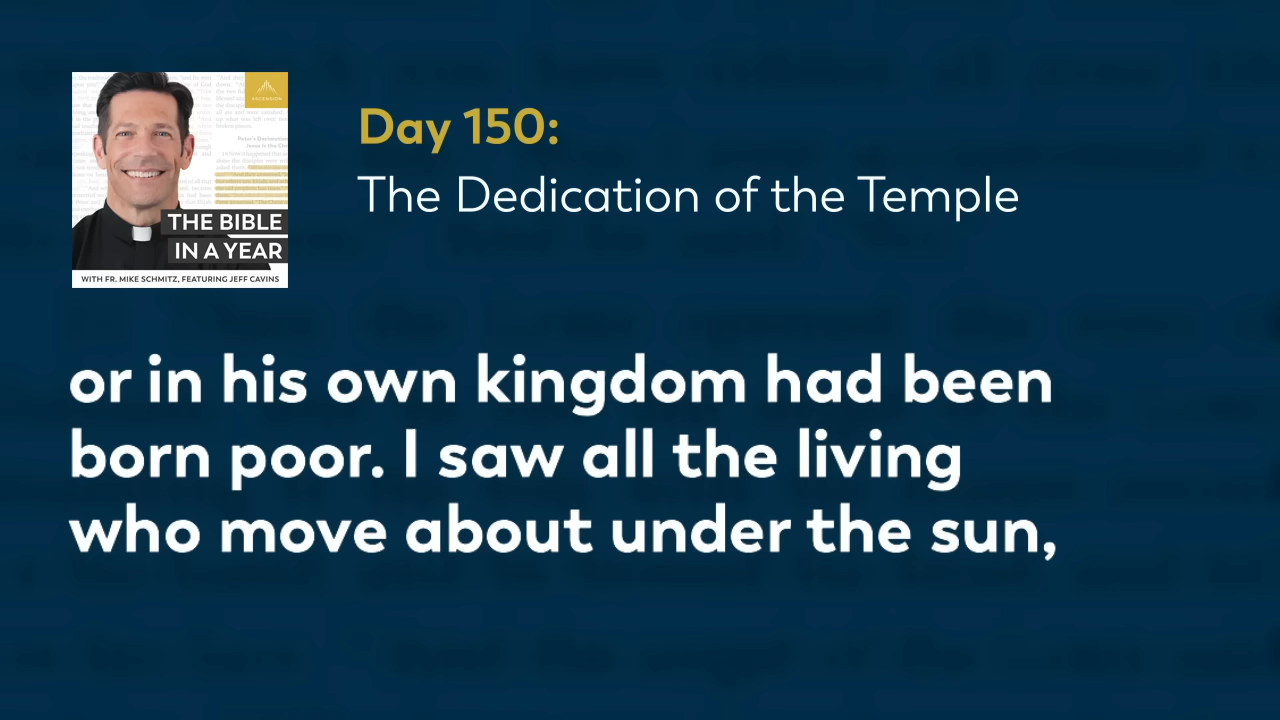 ASCENSION
THE BIBLE
IN A YEAR
WITH FR. MIKE SCHMITZ, FEATURING JEFF CAVINS
Day 150:
The Dedication of the Temple
or in his own kingdom had been
born poor. I saw all the living
who move about under the sun,